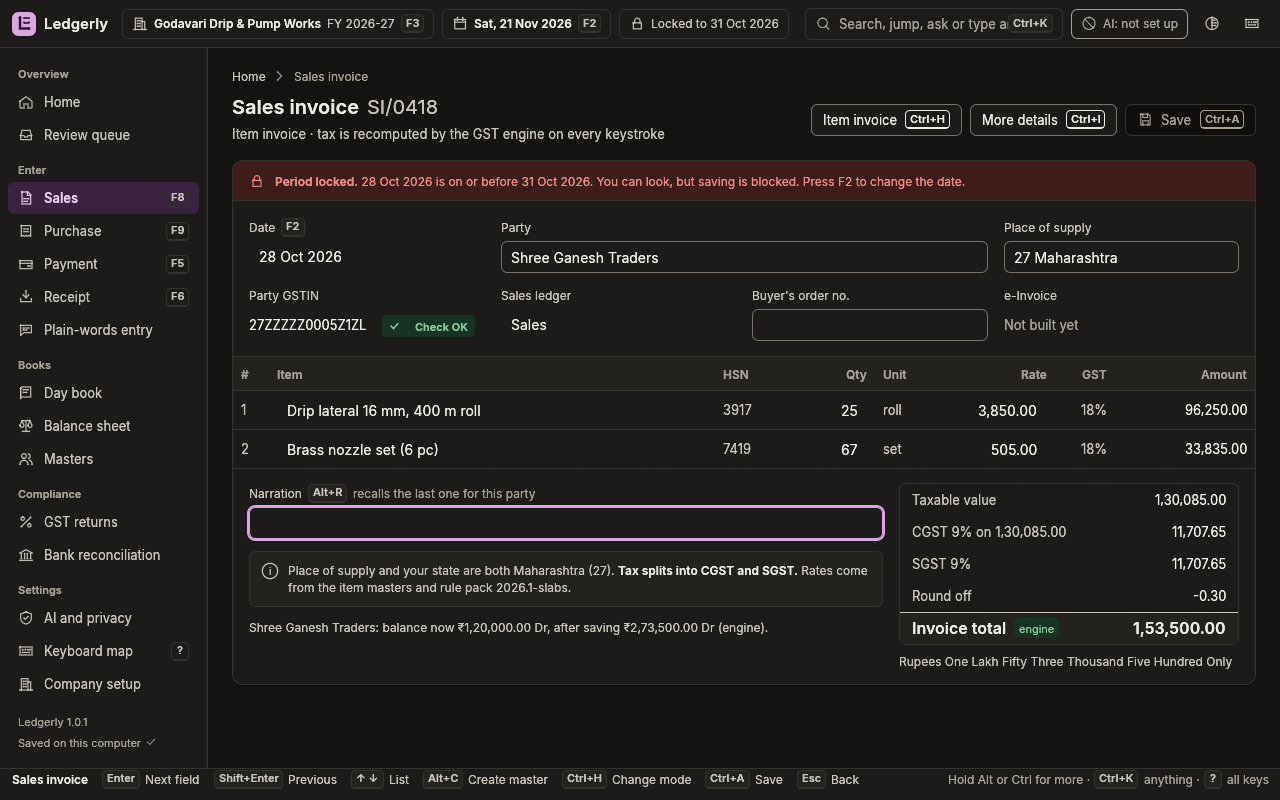 Ledgerly
Godavari Drip & Pump Works FY 2026-27 F3
Sat, 21 Nov 2026 F2
Locked to 31 Oct 2026
Search, jump, ask or type a Ctrl+K
AI: not set up
Overview
Home
Review queue
Enter
Sales F8
Purchase F9
Payment F5
Receipt F6
Plain-words entry
Books
Day book
Balance sheet
Masters
Compliance
GST returns
Bank reconciliation
Settings
AI and privacy
Keyboard map ?
Company setup
Ledgerly 1.0.1
Saved on this computer
Home Sales invoice
Sales invoice SI/0418
Item invoice · tax is recomputed by the GST engine on every keystroke
Item invoice Ctrl+H
More details Ctrl+I
Save Ctrl+A
Period locked. 28 Oct 2026 is on or before 31 Oct 2026. You can look, but saving is blocked. Press F2 to change the date.
Date F2
28 Oct 2026
Party
Shree Ganesh Traders
Place of supply
27 Maharashtra
Party GSTIN
27ZZZZZ0005Z1ZL Check OK
Sales ledger
Sales
Buyer's order no.
e-Invoice
Not built yet
# Item HSN Qty Unit Rate GST Amount
1 Drip lateral 16 mm, 400 m roll 3917 25 roll 3,850.00 18% 96,250.00
2 Brass nozzle set (6 pc) 7419 67 set 505.00 18% 33,835.00
Narration Alt+R recalls the last one for this party
Place of supply and your state are both Maharashtra (27). Tax splits into CGST and SGST. Rates come
from the item masters and rule pack 2026.1-slabs.
Shree Ganesh Traders: balance now ₹1,20,000.00 Dr, after saving ₹2,73,500.00 Dr (engine).
Taxable value 1,30,085.00
CGST 9% on 1,30,085.00 11,707.65
SGST 9% 11,707.65
Round off -0.30
Invoice total engine 1,53,500.00
Rupees One Lakh Fifty Three Thousand Five Hundred Only
Sales invoice Enter Next field Shift+Enter Previous ↑ ↓ List Alt+C Create master Ctrl+H Change mode Ctrl+A Save Esc Back
Hold Alt or Ctrl for more · Ctrl+K anything · ? all keys